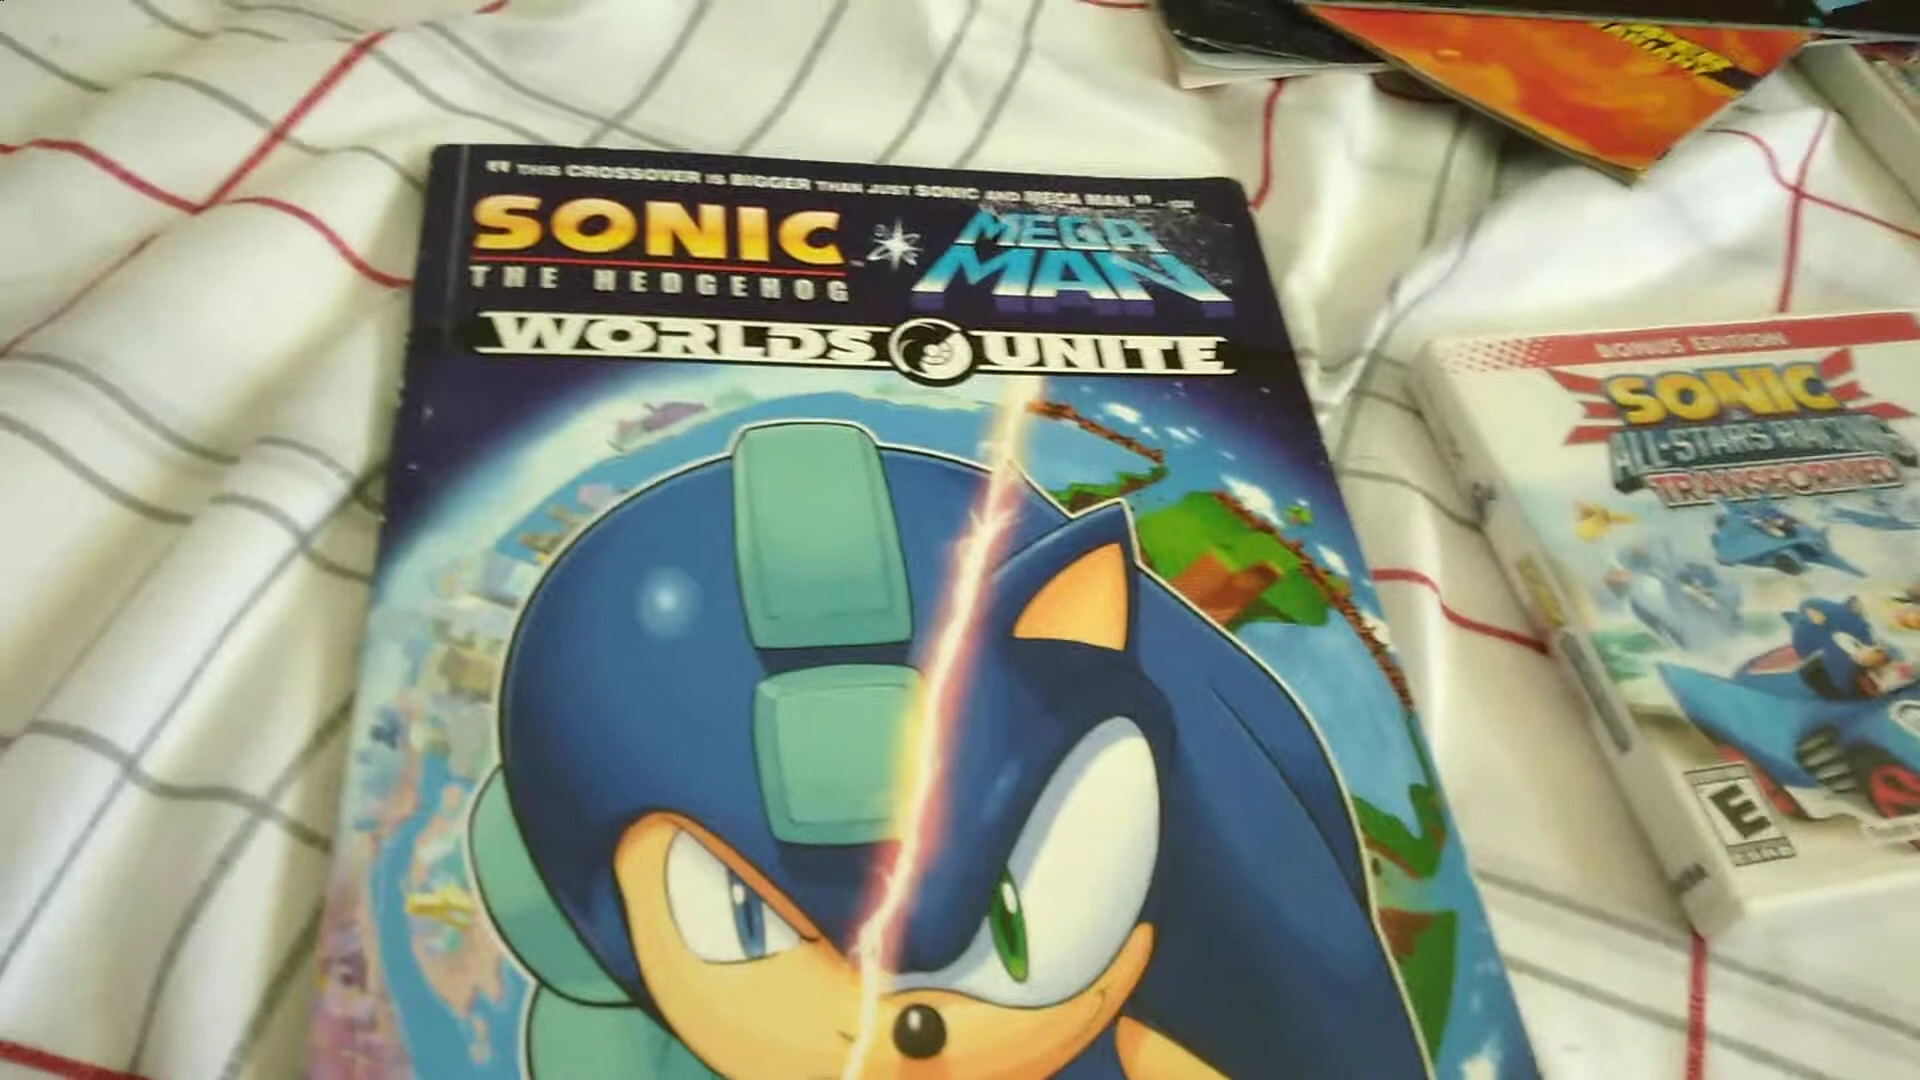 " THIS CROSSOVER IS BIGGER THAN JUST SONIC AND MEGA MAN." - IGN
SONIC MEGA
THE HEDGEHOG MAN
WORLDS UNITE
BONUS EDITION
SONIC
ALL-STARS RACING
TRANSFORMED
E